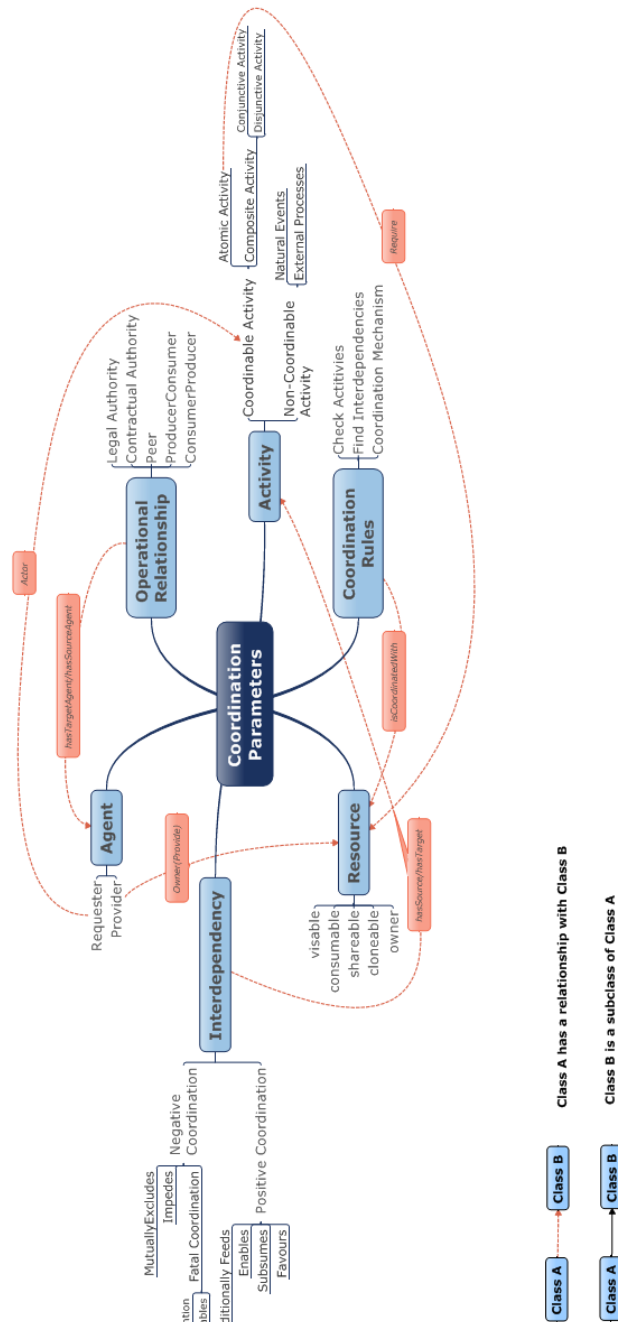 Coordination
Parameters
Interdependency
Negative
Coordination
MutuallyExcludes
Impedes
Fatal Coordination
Positive Coordination
Enables
Subsumes
Favours
Feeds
Agent
Requester
Provider
Operational
Relationship
Legal Authority
Contractual Authority
Peer
ProducerConsumer
ConsumerProducer
Activity
Coordinable Activity
Atomic Activity
Composite Activity
Conjunctive Activity
Disjunctive Activity
Non-Coordinable
Activity
Natural Events
External Processes
Coordination
Rules
Check Actitivies
Find Interdependencies
Coordination Mechanism
Resource
visable
consumable
shareable
cloneable
owner
Actor
hasTargetAgent/hasSourceAgent
Owner(Provide)
Require
isCoordinatedWith
hasSource/hasTarget
Class A
Class B
Class A has a relationship with Class B
Class A
Class B
Class B is a subclass of Class A